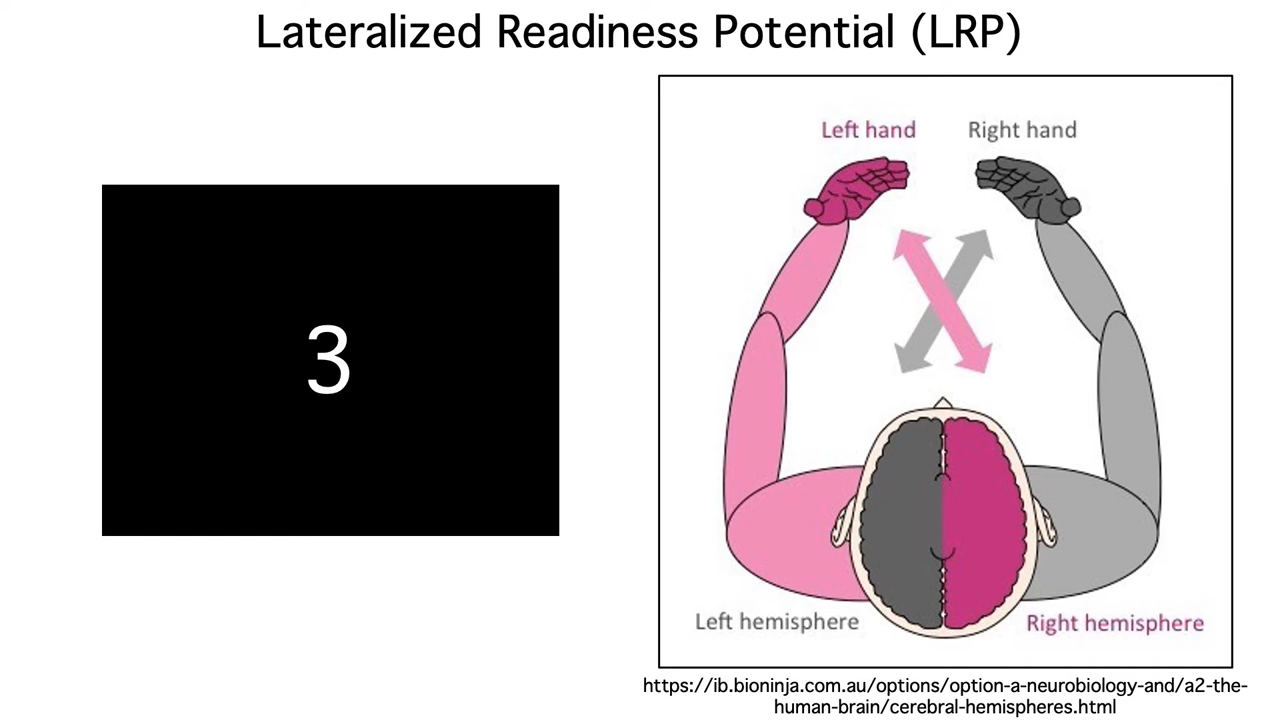 Lateralized Readiness Potential (LRP)
3
Left hand
Right hand
Left hemisphere
Right hemisphere
https://ib.bioninja.com.au/options/option-a-neurobiology-and/a2-the-
human-brain/cerebral-hemispheres.html